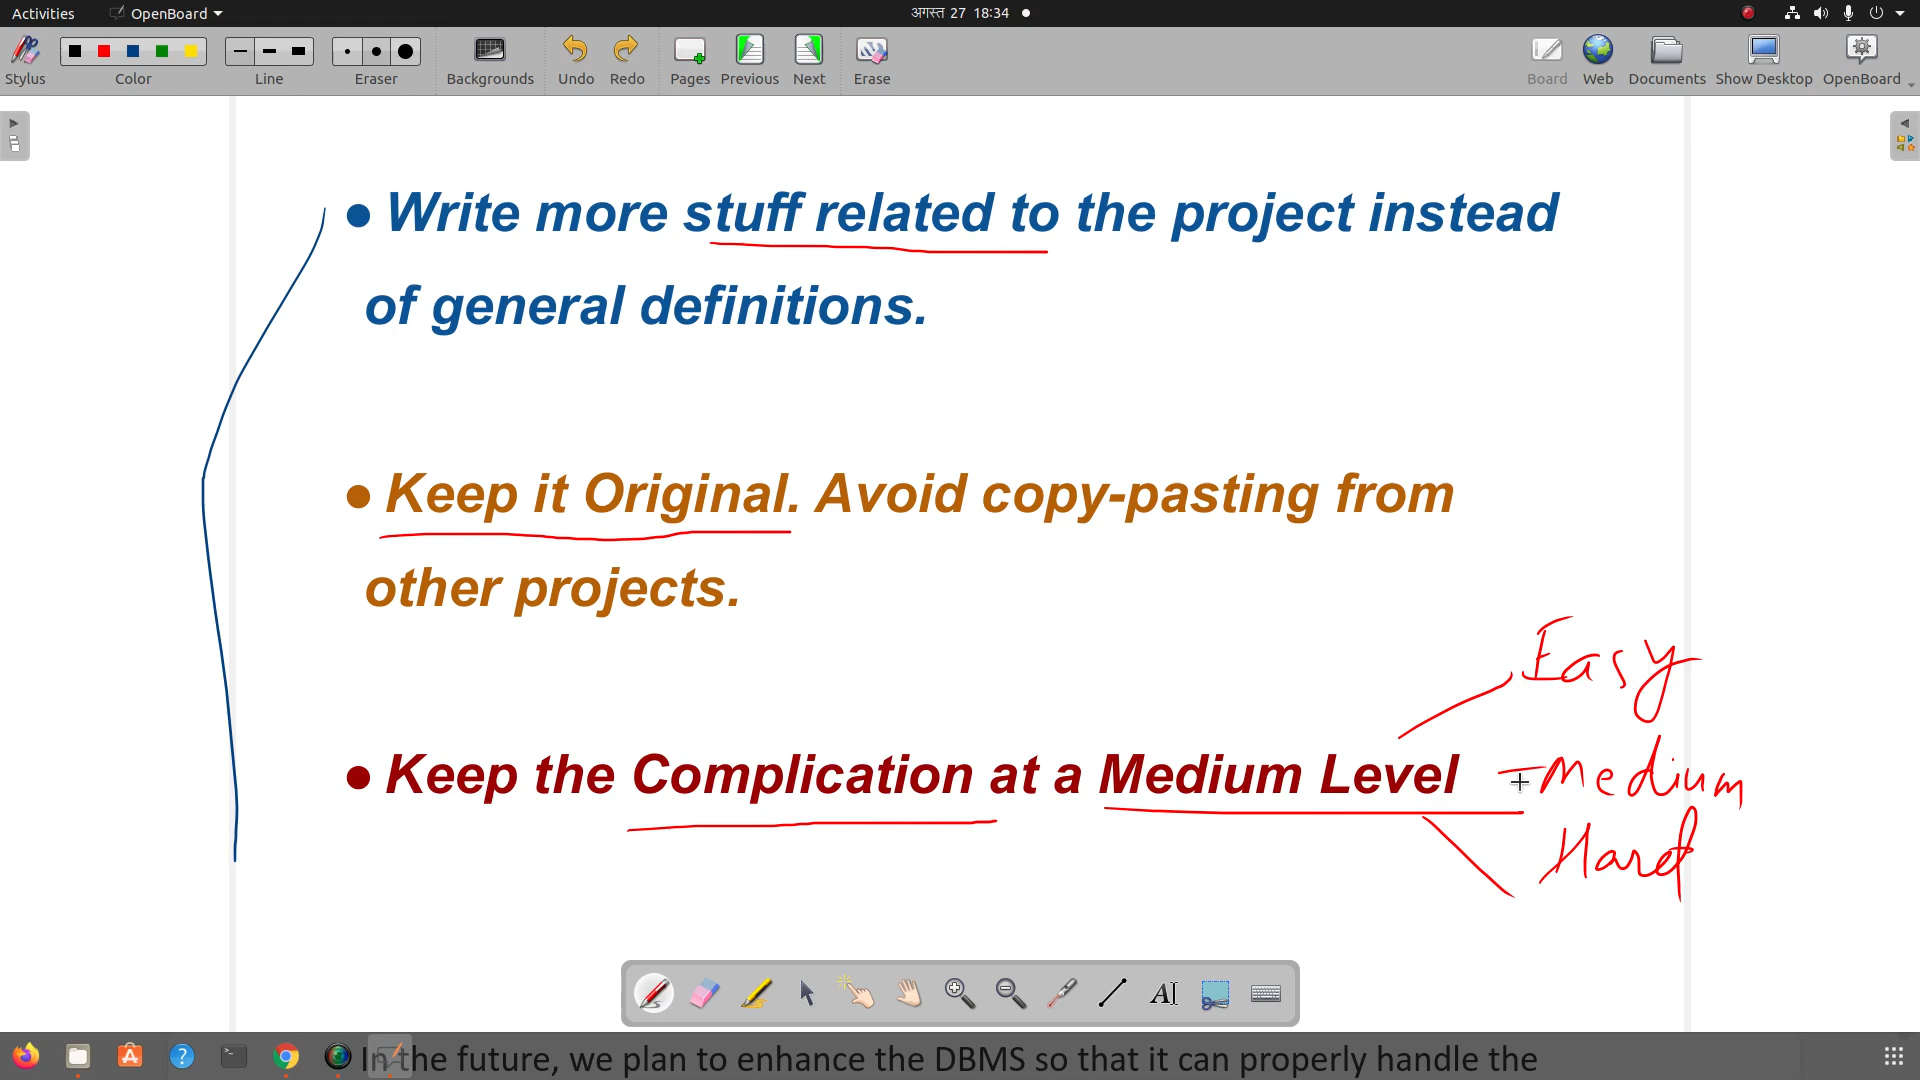 Activities OpenBoard अगस्त 27 18:34
Stylus Color Line Eraser Backgrounds Undo Redo Pages Previous Next Erase Board Web Documents Show Desktop OpenBoard
● Write more stuff related to the project instead
of general definitions.
● Keep it Original. Avoid copy-pasting from
other projects.
Easy
● Keep the Complication at a Medium Level
Medium
Hard
AI
In the future, we plan to enhance the DBMS so that it can properly handle the